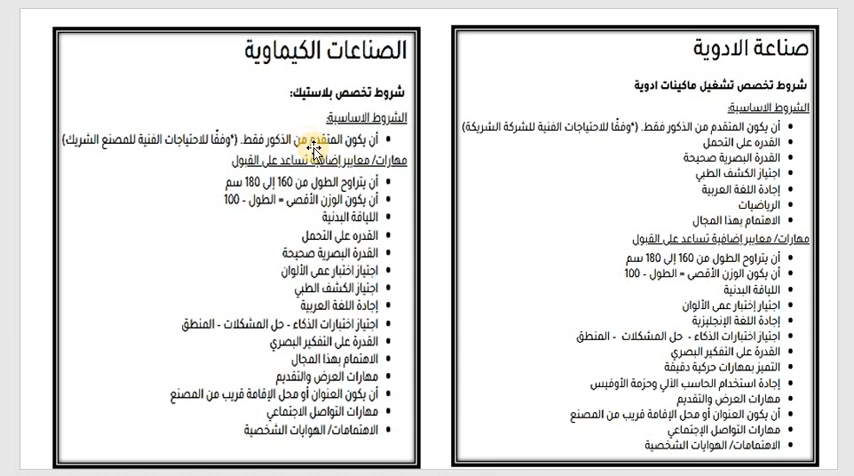 صناعة الادوية
شروط تخصص تشغيل ماكينات ادوية
الشروط الاساسية:
أن يكون المتقدم من الذكور فقط. (*وفقًا للاحتياجات الفنية للشركة الشريكة)
القدره على التحمل
القدرة البصرية صحيحة
اجتياز الكشف الطبي
إجادة اللغة العربية
الرياضيات
الاهتمام بهذا المجال
مهارات/ معايير إضافية تساعد على القبول
أن يتراوح الطول من 160 إلى 180 سم
أن يكون الوزن الأقصى = الطول - 100
اللياقة البدنية
اجتياز إختبار عمى الألوان
إجادة اللغة الإنجليزية
اجتياز اختبارات الذكاء - حل المشكلات - المنطق
القدرة على التفكير البصري
التميز بمهارات حركية دقيقة
إجادة استخدام الحاسب الآلي وحزمة الأوفيس
مهارات العرض والتقديم
أن يكون العنوان أو محل الإقامة قريب من المصنع
مهارات التواصل الإجتماعي
الاهتمامات/ الهوايات الشخصية
الصناعات الكيماوية
شروط تخصص بلاستيك:
الشروط الاساسية:
أن يكون المتقدم من الذكور فقط. (*وفقًا للاحتياجات الفنية للمصنع الشريك)
مهارات/ معايير إضافية تساعد على القبول
أن يتراوح الطول من 160 إلى 180 سم
أن يكون الوزن الأقصى = الطول - 100
اللياقة البدنية
القدره على التحمل
القدرة البصرية صحيحة
اجتياز اختبار عمى الألوان
اجتياز الكشف الطبي
إجادة اللغة العربية
اجتياز اختبارات الذكاء - حل المشكلات - المنطق
القدرة على التفكير البصري
الاهتمام بهذا المجال
مهارات العرض والتقديم
أن يكون العنوان أو محل الإقامة قريب من المصنع
مهارات التواصل الاجتماعي
الاهتمامات/ الهوايات الشخصية